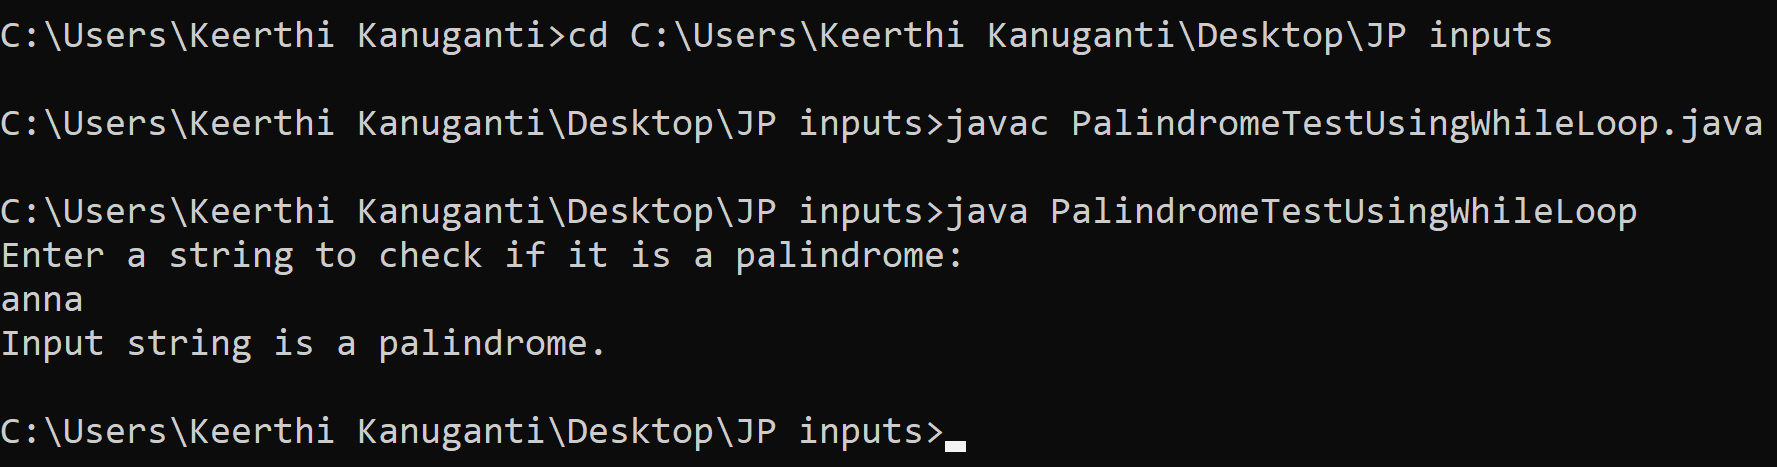 C:\Users\Keerthi Kanuganti>cd C:\Users\Keerthi Kanuganti\Desktop\JP inputs
C:\Users\Keerthi Kanuganti\Desktop\JP inputs>javac PalindromeTestUsingWhileLoop.java
C:\Users\Keerthi Kanuganti\Desktop\JP inputs>java PalindromeTestUsingWhileLoop
Enter a string to check if it is a palindrome:
anna
Input string is a palindrome.
C:\Users\Keerthi Kanuganti\Desktop\JP inputs>